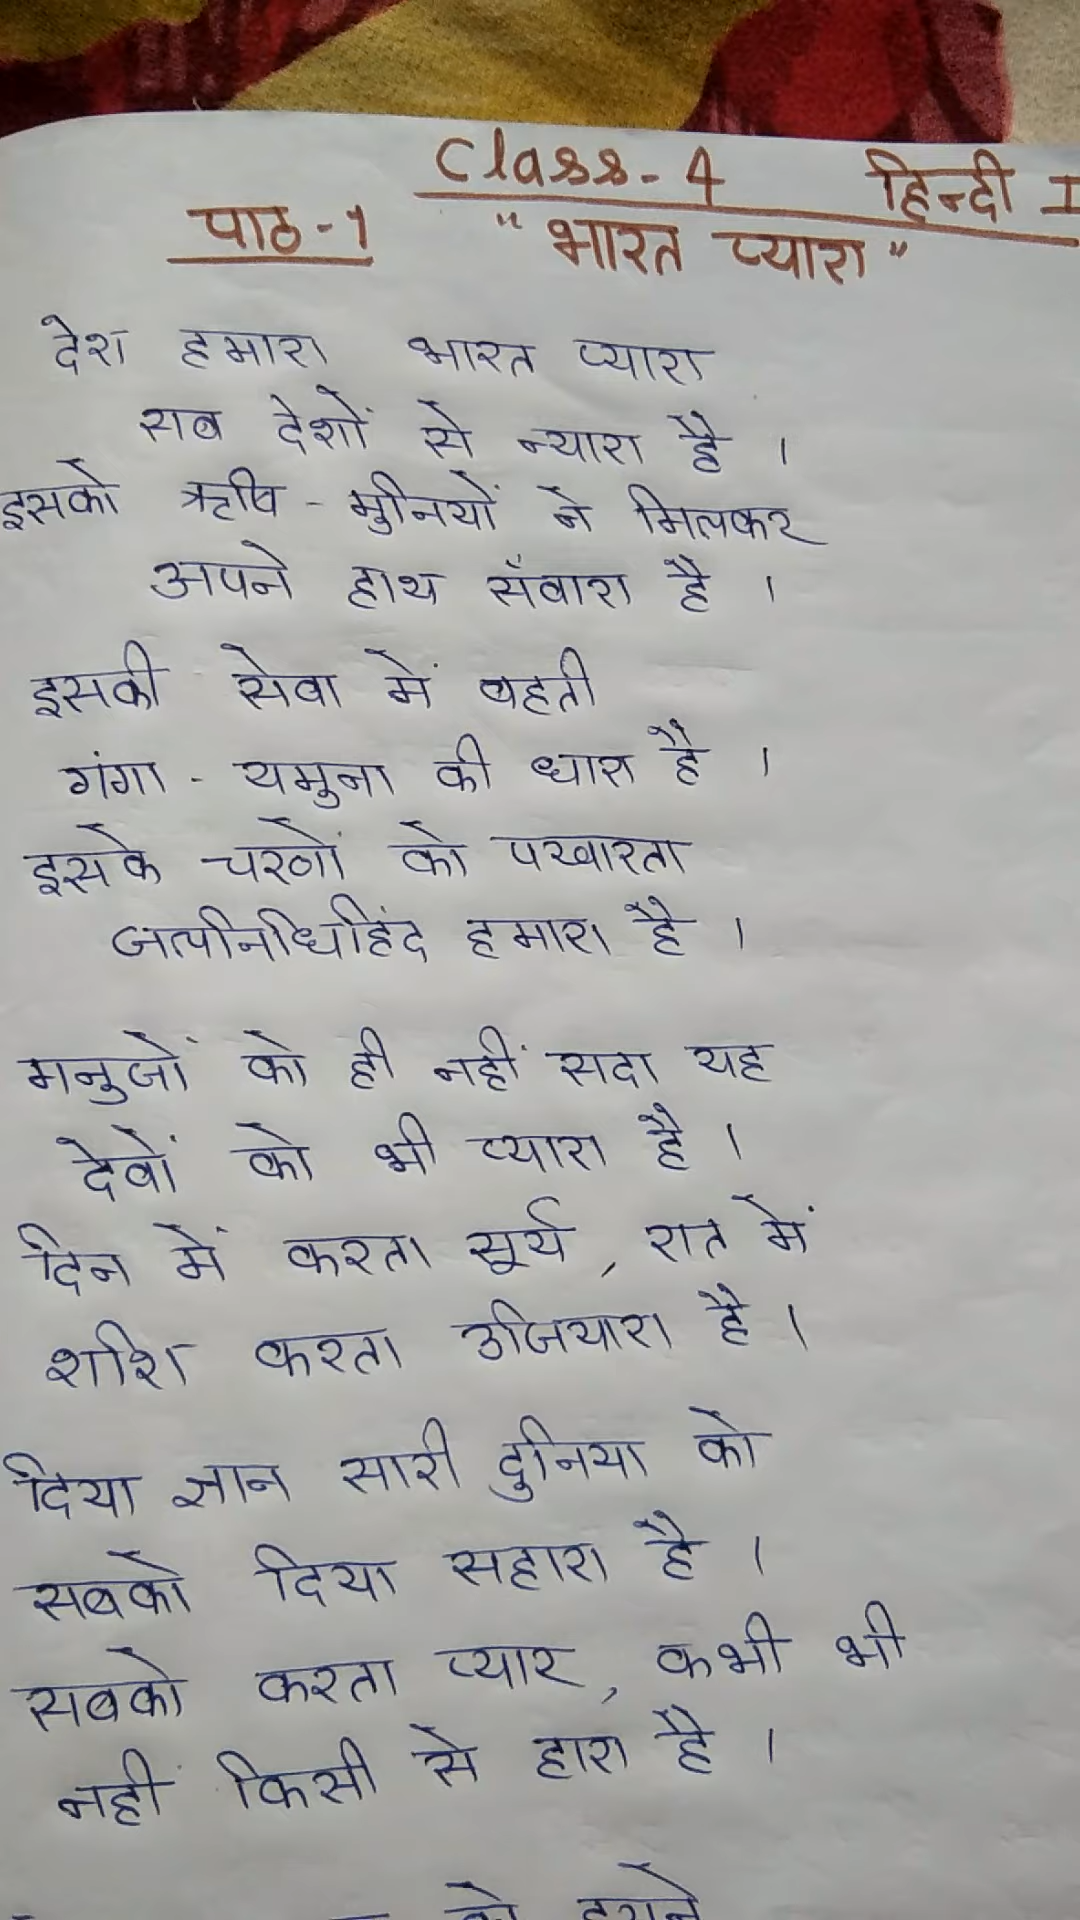 Class-4 हिन्दी I
पाठ-1 "भारत प्यारा"
देश हमारा भारत प्यारा
सब देशों से न्यारा है ।
इसको ऋषि - मुनियों ने मिलकर
अपने हाथ सँवारा है ।
इसकी सेवा में बहती
गंगा - यमुना की धारा है ।
इसके चरणों को पखारता
जलनिधिहिंद हमारा है ।
मनुजों को ही नहीं सदा यह
देवों को भी प्यारा है ।
दिन में करता सूर्य, रात में
शशि करता उजियारा है ।
दिया ज्ञान सारी दुनिया को
सबको दिया सहारा है ।
सबको करता प्यार, कभी भी
नहीं किसी से हारा है ।
को